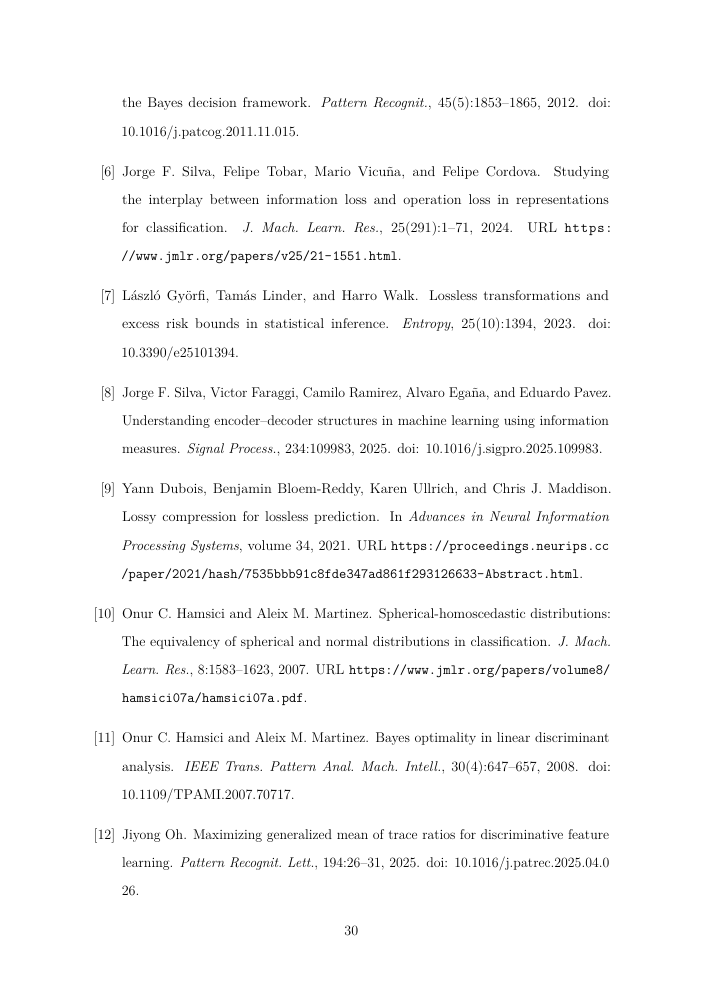 the Bayes decision framework. Pattern Recognit., 45(5):1853–1865, 2012. doi:
10.1016/j.patcog.2011.11.015.
[6] Jorge F. Silva, Felipe Tobar, Mario Vicuña, and Felipe Cordova. Studying
the interplay between information loss and operation loss in representations
for classification. J. Mach. Learn. Res., 25(291):1–71, 2024. URL https:
//www.jmlr.org/papers/v25/21-1551.html.
[7] László Györfi, Tamás Linder, and Harro Walk. Lossless transformations and
excess risk bounds in statistical inference. Entropy, 25(10):1394, 2023. doi:
10.3390/e25101394.
[8] Jorge F. Silva, Victor Faraggi, Camilo Ramirez, Alvaro Egaña, and Eduardo Pavez.
Understanding encoder–decoder structures in machine learning using information
measures. Signal Process., 234:109983, 2025. doi: 10.1016/j.sigpro.2025.109983.
[9] Yann Dubois, Benjamin Bloem-Reddy, Karen Ullrich, and Chris J. Maddison.
Lossy compression for lossless prediction. In Advances in Neural Information
Processing Systems, volume 34, 2021. URL https://proceedings.neurips.cc
/paper/2021/hash/7535bbb91c8fde347ad861f293126633-Abstract.html.
[10] Onur C. Hamsici and Aleix M. Martinez. Spherical-homoscedastic distributions:
The equivalency of spherical and normal distributions in classification. J. Mach.
Learn. Res., 8:1583–1623, 2007. URL https://www.jmlr.org/papers/volume8/
hamsici07a/hamsici07a.pdf.
[11] Onur C. Hamsici and Aleix M. Martinez. Bayes optimality in linear discriminant
analysis. IEEE Trans. Pattern Anal. Mach. Intell., 30(4):647–657, 2008. doi:
10.1109/TPAMI.2007.70717.
[12] Jiyong Oh. Maximizing generalized mean of trace ratios for discriminative feature
learning. Pattern Recognit. Lett., 194:26–31, 2025. doi: 10.1016/j.patrec.2025.04.0
26.
30